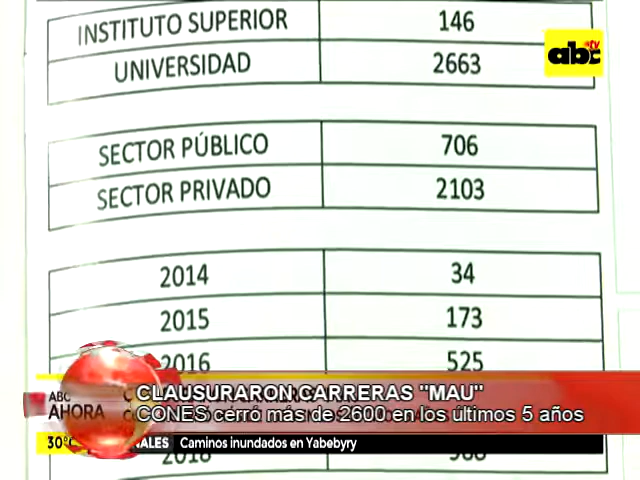 INSTITUTO SUPERIOR 146
UNIVERSIDAD 2663
abc tv
SECTOR PÚBLICO 706
SECTOR PRIVADO 2103
2014 34
2015 173
2016 525
CLAUSURARON CARRERAS "MAU"
ABC
AHORA
CONES cerró más de 2600 en los últimos 5 años
30°C
NALES Caminos inundados en Yabebyry